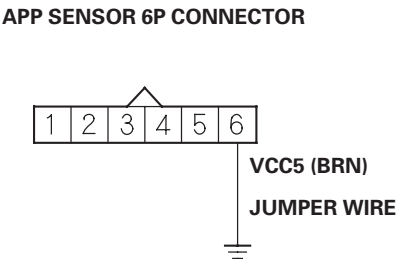 APP SENSOR 6P CONNECTOR
1 2 3 4 5 6
VCC5 (BRN)
JUMPER WIRE